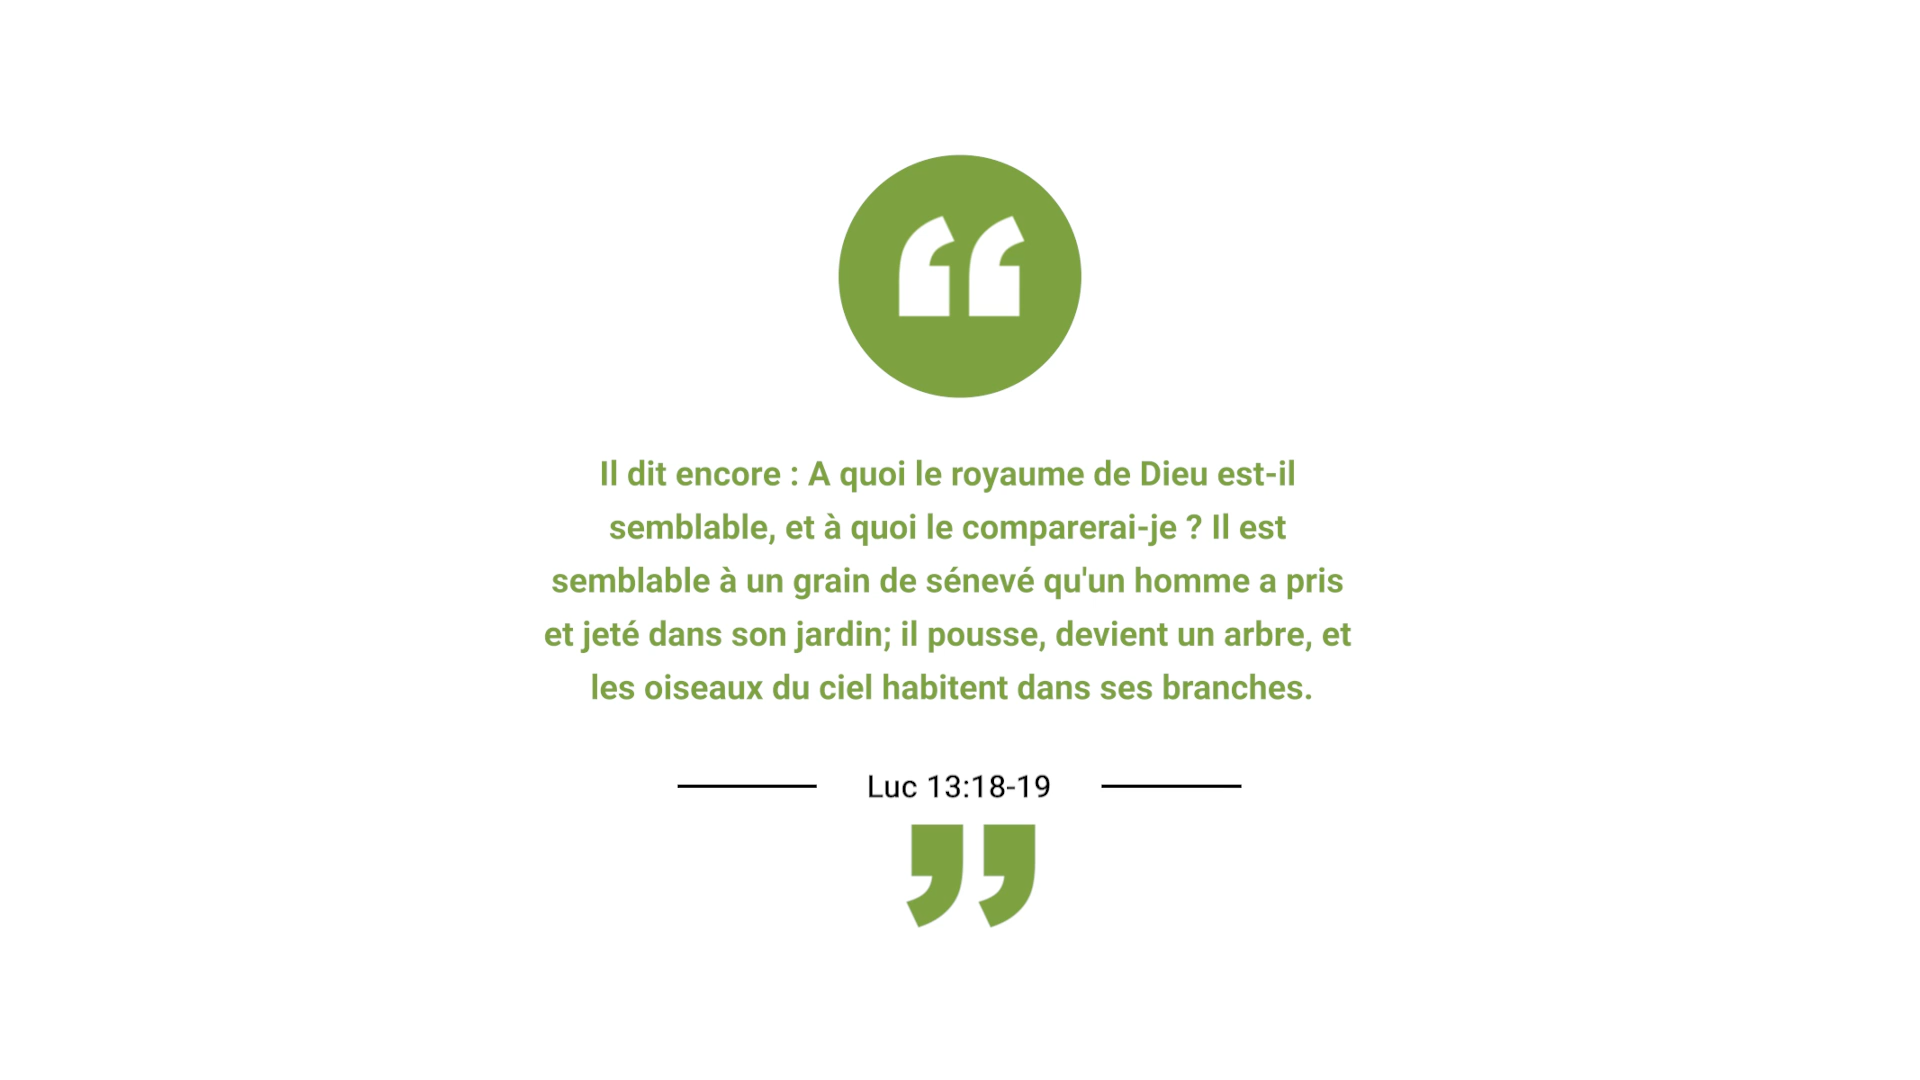 “
Il dit encore : A quoi le royaume de Dieu est-il
semblable, et à quoi le comparerai-je ? Il est
semblable à un grain de sénevé qu'un homme a pris
et jeté dans son jardin; il pousse, devient un arbre, et
les oiseaux du ciel habitent dans ses branches.
Luc 13:18-19
”